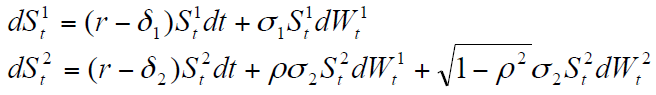 dS_t^1 = (r − δ_1)S_t^1 dt + σ_1 S_t^1 dW_t^1
dS_t^2 = (r − δ_2)S_t^2 dt + ρσ_2 S_t^2 dW_t^1 + √(1 − ρ^2) σ_2 S_t^2 dW_t^2